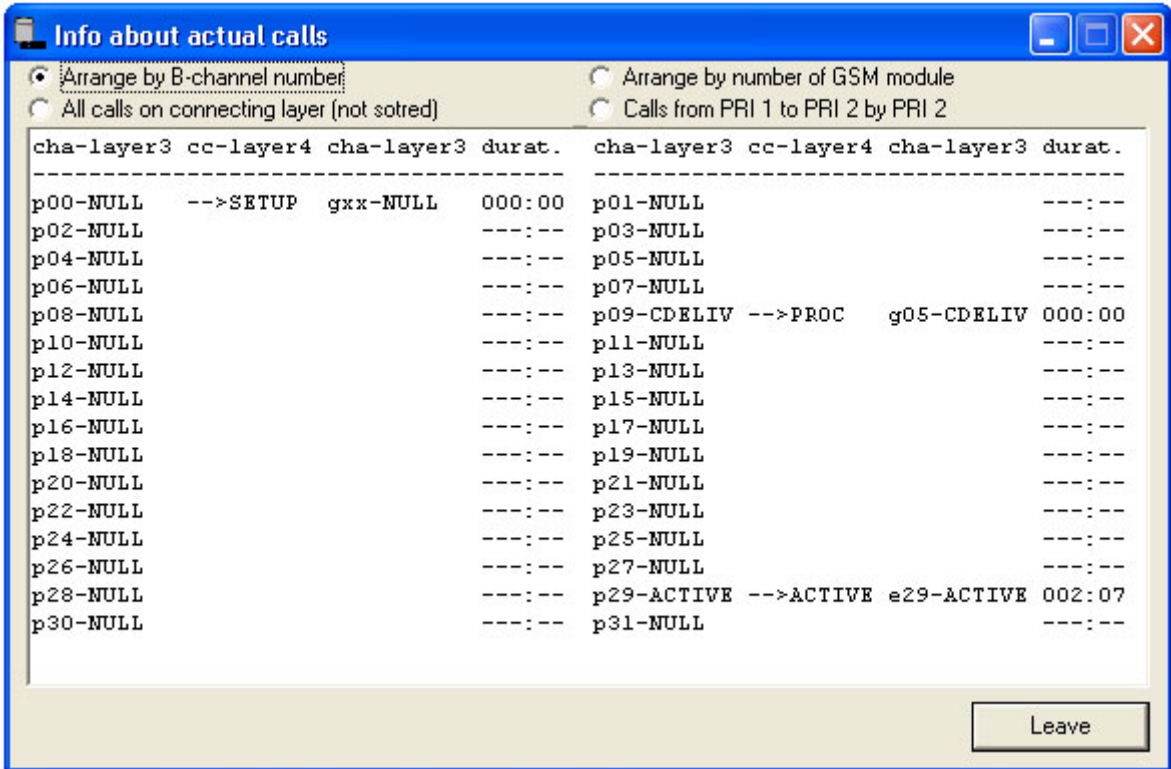 Info about actual calls
Arrange by B-channel number Arrange by number of GSM module
All calls on connecting layer (not sotred) Calls from PRI 1 to PRI 2 by PRI 2
cha-layer3 cc-layer4 cha-layer3 durat. cha-layer3 cc-layer4 cha-layer3 durat.
-------------------------------------- --------------------------------------
p00-NULL -->SETUP gxx-NULL 000:00 p01-NULL ---:--
p02-NULL ---:-- p03-NULL ---:--
p04-NULL ---:-- p05-NULL ---:--
p06-NULL ---:-- p07-NULL ---:--
p08-NULL ---:-- p09-CDELIV -->PROC g05-CDELIV 000:00
p10-NULL ---:-- p11-NULL ---:--
p12-NULL ---:-- p13-NULL ---:--
p14-NULL ---:-- p15-NULL ---:--
p16-NULL ---:-- p17-NULL ---:--
p18-NULL ---:-- p19-NULL ---:--
p20-NULL ---:-- p21-NULL ---:--
p22-NULL ---:-- p23-NULL ---:--
p24-NULL ---:-- p25-NULL ---:--
p26-NULL ---:-- p27-NULL ---:--
p28-NULL ---:-- p29-ACTIVE -->ACTIVE e29-ACTIVE 002:07
p30-NULL ---:-- p31-NULL ---:--
Leave